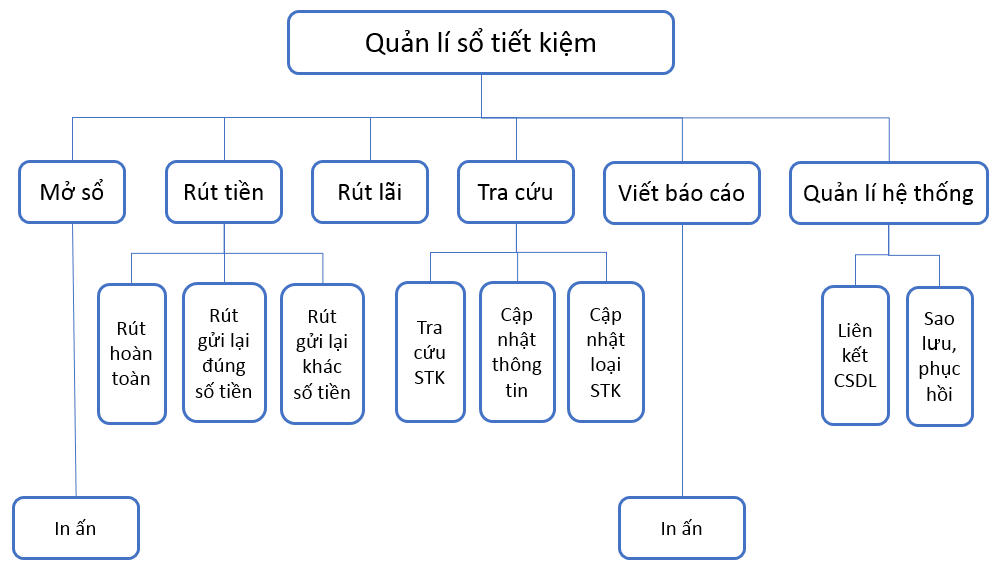 Quản lí sổ tiết kiệm
Mở sổ
Rút tiền
Rút lãi
Tra cứu
Viết báo cáo
Quản lí hệ thống
Rút
hoàn
toàn
Rút
gửi lại
đúng
số tiền
Rút
gửi lại
khác
số tiền
Tra
cứu
STK
Cập
nhật
thông
tin
Cập
nhật
loại
STK
Liên
kết
CSDL
Sao
lưu,
phục
hồi
In ấn
In ấn